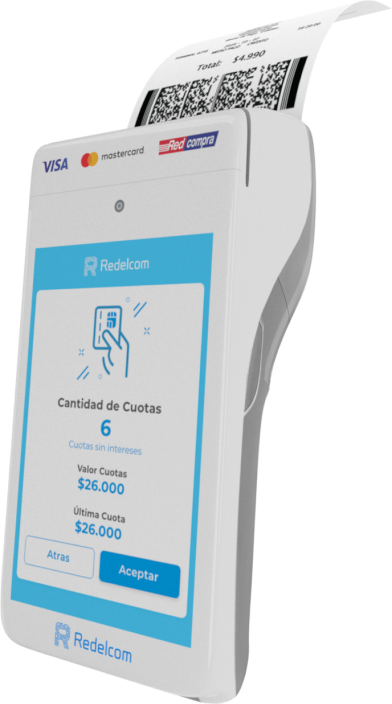 Total: $4.990
VISA mastercard Red compra
Redelcom
Cantidad de Cuotas
6
Cuotas sin intereses
Valor Cuotas
$26.000
Última Cuota
$26.000
Atras Aceptar
Redelcom